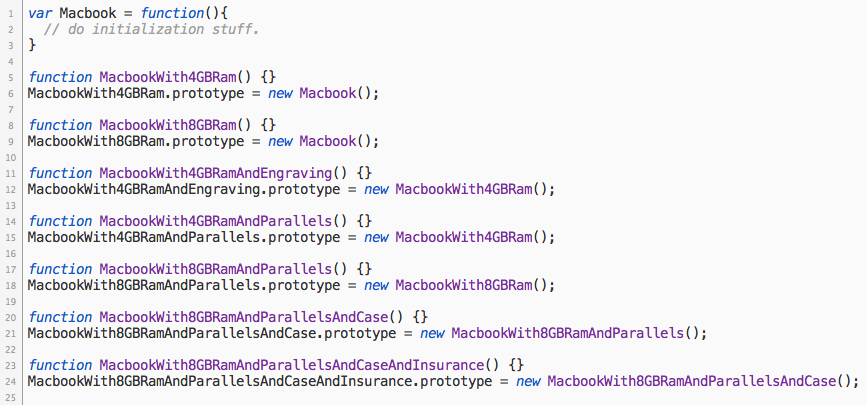 1 var Macbook = function(){
2   // do initialization stuff.
3 }
4
5 function MacbookWith4GBRam() {}
6 MacbookWith4GBRam.prototype = new Macbook();
7
8 function MacbookWith8GBRam() {}
9 MacbookWith8GBRam.prototype = new Macbook();
10
11 function MacbookWith4GBRamAndEngraving() {}
12 MacbookWith4GBRamAndEngraving.prototype = new MacbookWith4GBRam();
13
14 function MacbookWith4GBRamAndParallels() {}
15 MacbookWith4GBRamAndParallels.prototype = new MacbookWith4GBRam();
16
17 function MacbookWith8GBRamAndParallels() {}
18 MacbookWith8GBRamAndParallels.prototype = new MacbookWith8GBRam();
19
20 function MacbookWith8GBRamAndParallelsAndCase() {}
21 MacbookWith8GBRamAndParallelsAndCase.prototype = new MacbookWith8GBRamAndParallels();
22
23 function MacbookWith8GBRamAndParallelsAndCaseAndInsurance() {}
24 MacbookWith8GBRamAndParallelsAndCaseAndInsurance.prototype = new MacbookWith8GBRamAndParallelsAndCase();
25